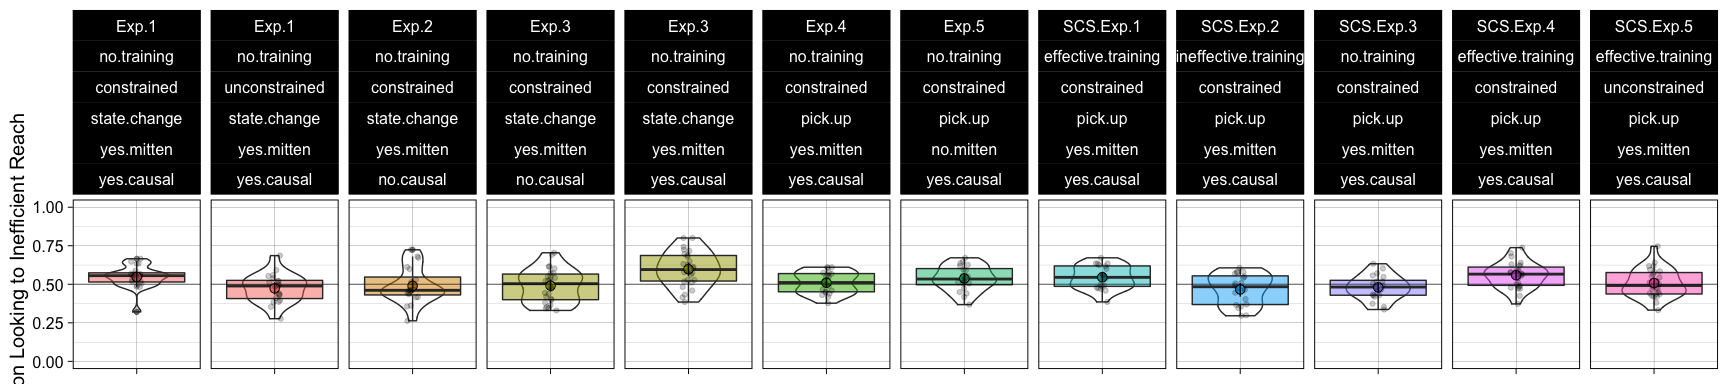 Exp.1 Exp.1 Exp.2 Exp.3 Exp.3 Exp.4 Exp.5 SCS.Exp.1 SCS.Exp.2 SCS.Exp.3 SCS.Exp.4 SCS.Exp.5
no.training no.training no.training no.training no.training no.training no.training effective.training ineffective.training no.training effective.training effective.training
constrained unconstrained constrained constrained constrained constrained constrained constrained constrained constrained constrained unconstrained
state.change state.change state.change state.change state.change pick.up pick.up pick.up pick.up pick.up pick.up pick.up
yes.mitten yes.mitten yes.mitten yes.mitten yes.mitten yes.mitten no.mitten yes.mitten yes.mitten yes.mitten yes.mitten yes.mitten
yes.causal yes.causal no.causal no.causal yes.causal yes.causal yes.causal yes.causal yes.causal yes.causal yes.causal yes.causal
on Looking to Inefficient Reach
1.00
0.75
0.50
0.25
0.00